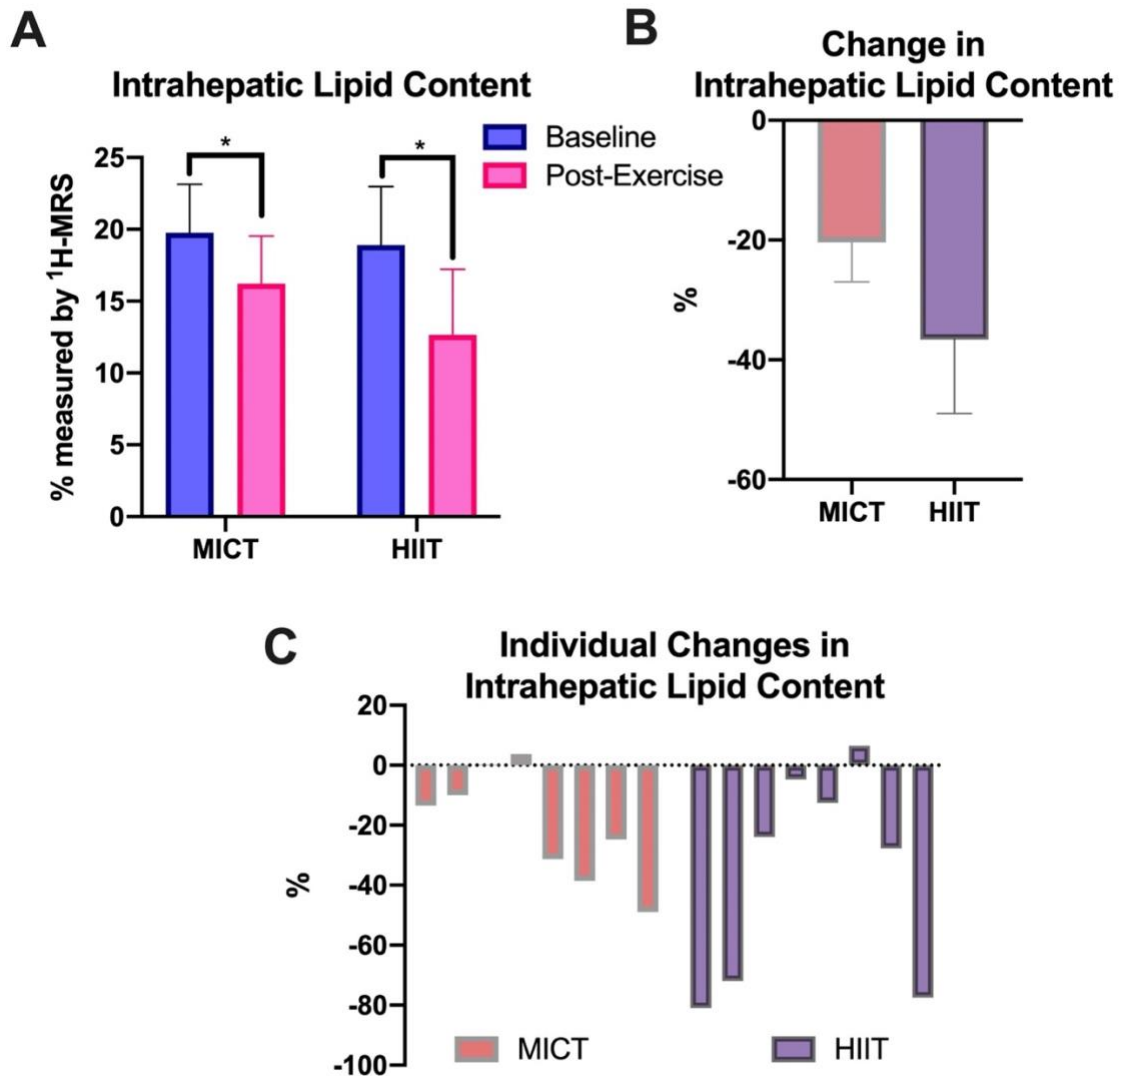 A
Intrahepatic Lipid Content
Baseline
Post-Exercise
*
*
% measured by ¹H-MRS
25
20
15
10
5
0
MICT
HIIT
B
Change in
Intrahepatic Lipid Content
%
0
-20
-40
-60
MICT
HIIT
C
Individual Changes in
Intrahepatic Lipid Content
%
20
0
-20
-40
-60
-80
-100
MICT
HIIT